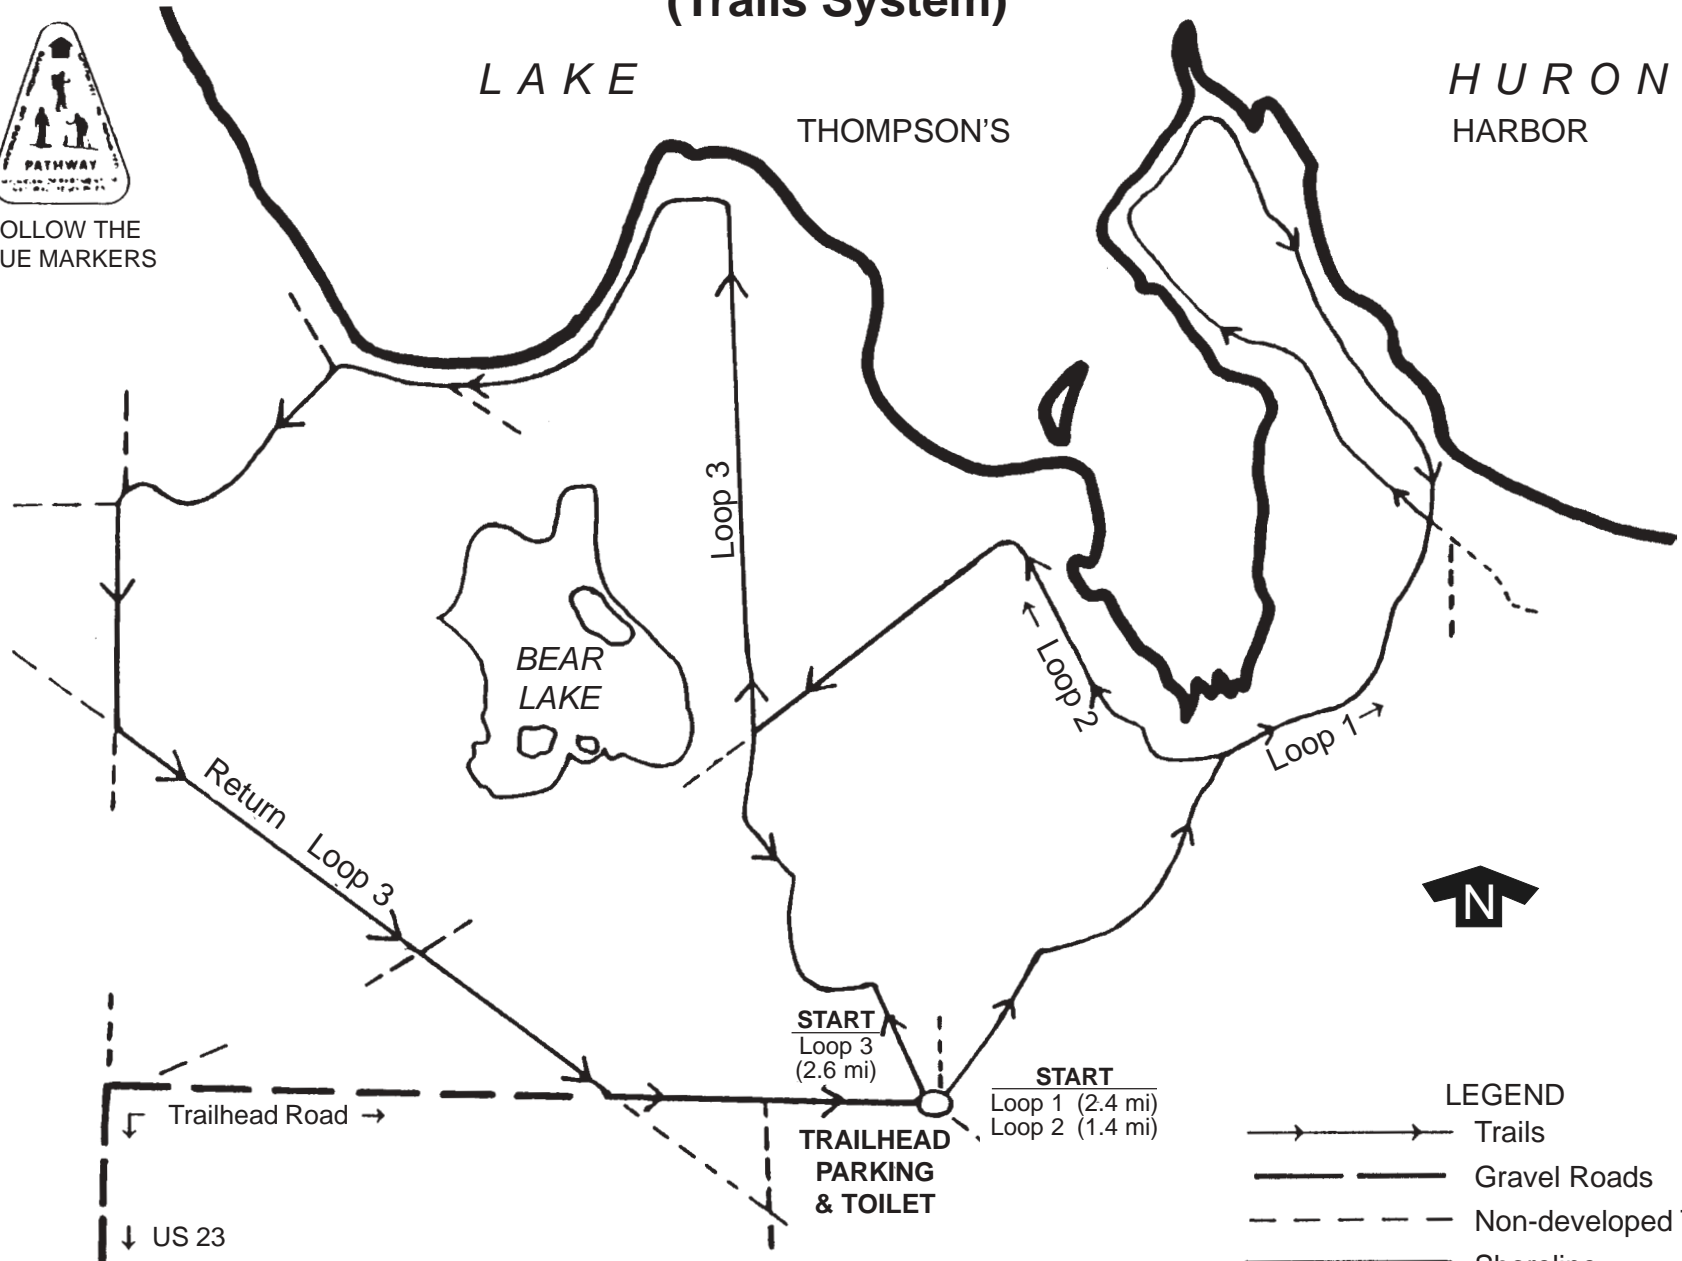 (Trails System)
LAKE
HURON
THOMPSON'S
HARBOR
PATHWAY
OLLOW THE
UE MARKERS
Loop 3
BEAR
LAKE
← Loop 2
Loop 1→
Return Loop 3
N
START
Loop 3
(2.6 mi)
START
Loop 1 (2.4 mi)
Loop 2 (1.4 mi)
Trailhead Road →
↓ US 23
TRAILHEAD
PARKING
& TOILET
LEGEND
Trails
Gravel Roads
Non-developed
Shoreline